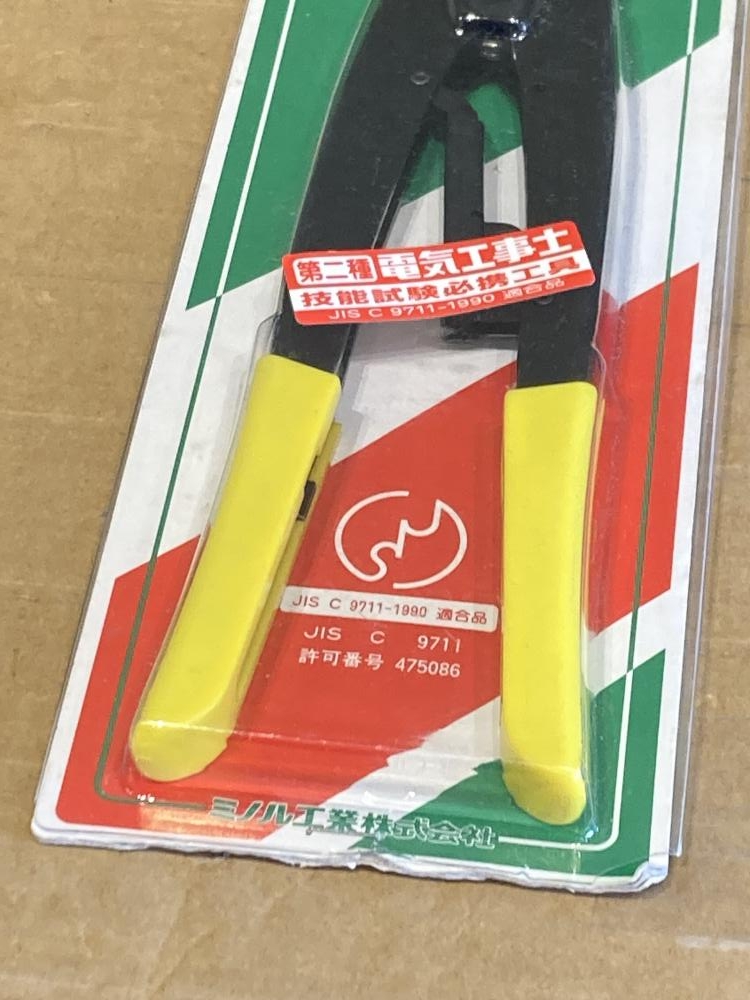 第二種 電気工事士
技能試験必携工具
JIS C 9711-1990 適合品
JIS C 9711-1990 適合品
JIS C 9711
許可番号 475086
ミノル工業株式会社